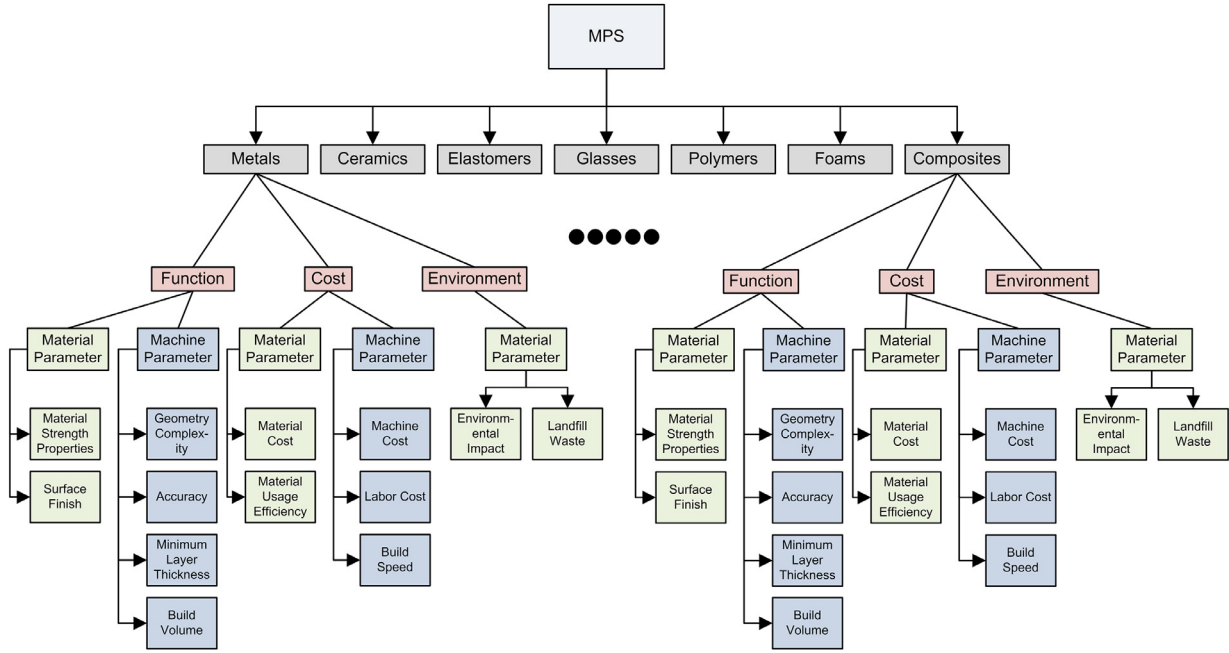 MPS
Metals
Ceramics
Elastomers
Glasses
Polymers
Foams
Composites
Function
Cost
Environment
Function
Cost
Environment
Material
Parameter
Machine
Parameter
Material
Parameter
Machine
Parameter
Material
Parameter
Material
Parameter
Machine
Parameter
Material
Parameter
Machine
Parameter
Material
Parameter
Material
Strength
Properties
Surface
Finish
Geometry
Complex-
ity
Accuracy
Minimum
Layer
Thickness
Build
Volume
Material
Cost
Material
Usage
Efficiency
Machine
Cost
Labor Cost
Build
Speed
Environm-
ental
Impact
Landfill
Waste
Material
Strength
Properties
Surface
Finish
Geometry
Complex-
ity
Accuracy
Minimum
Layer
Thickness
Build
Volume
Material
Cost
Material
Usage
Efficiency
Machine
Cost
Labor Cost
Build
Speed
Environm-
ental
Impact
Landfill
Waste